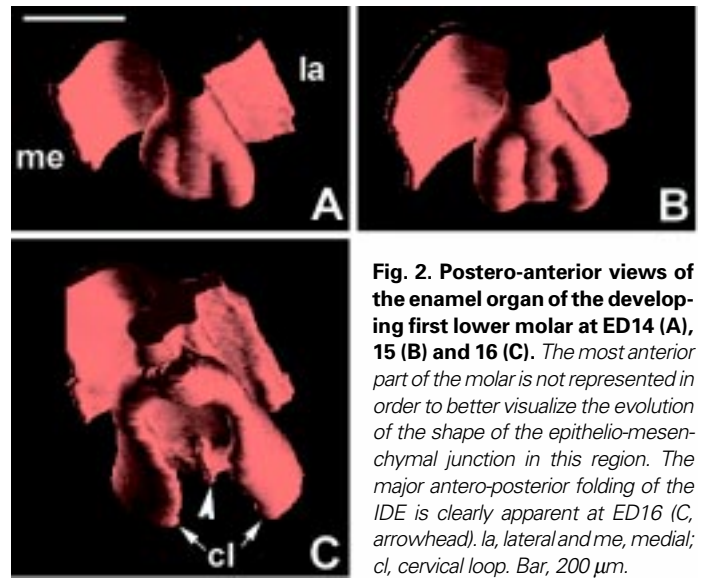 la
me
A
B
Fig. 2. Postero-anterior views of
the enamel organ of the develop-
ing first lower molar at ED14 (A),
15 (B) and 16 (C). The most anterior
part of the molar is not represented in
order to better visualize the evolution
of the shape of the epithelio-mesen-
chymal junction in this region. The
major antero-posterior folding of the
IDE is clearly apparent at ED16 (C,
arrowhead). la, lateral and me, medial;
cl, cervical loop. Bar, 200 μm.
cl
C